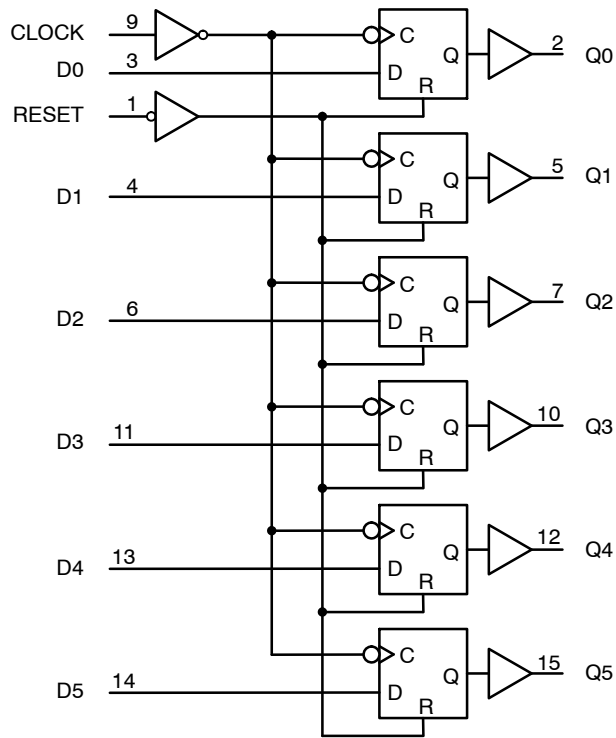 CLOCK 9 C Q 2 Q0
D0 3 D
RESET 1 R
C Q 5 Q1
D1 4 D
R
C Q 7 Q2
D2 6 D
R
C Q 10 Q3
D3 11 D
R
C Q 12 Q4
D4 13 D
R
C Q 15 Q5
D5 14 D
R